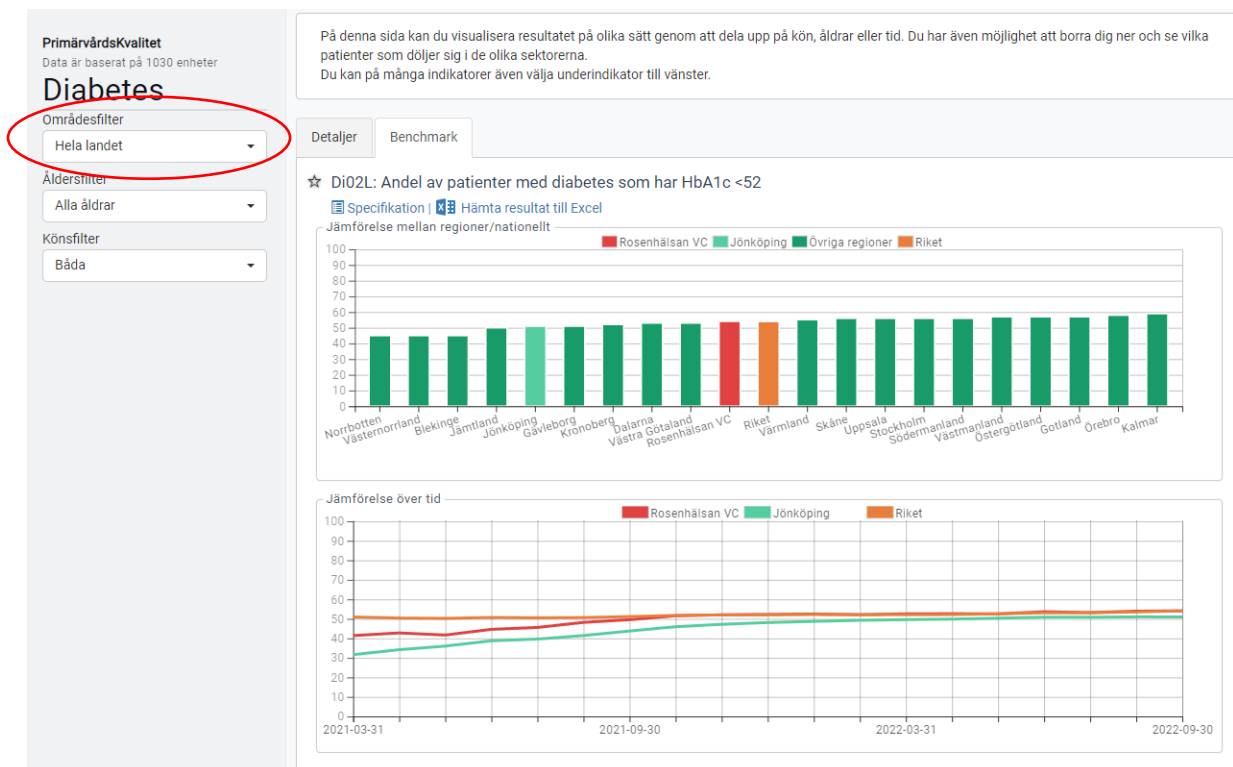 PrimärvårdsKvalitet
Data är baserat på 1030 enheter
Diabetes
Områdesfilter
Hela landet
Åldersfilter
Alla åldrar
Könsfilter
Båda
På denna sida kan du visualisera resultatet på olika sätt genom att dela upp på kön, åldrar eller tid. Du har även möjlighet att borra dig ner och se vilka
patienter som döljer sig i de olika sektorerna.
Du kan på många indikatorer även välja underindikator till vänster.
Detaljer Benchmark
Di02L: Andel av patienter med diabetes som har HbA1c <52
Specifikation | Hämta resultat till Excel
Jämförelse mellan regioner/nationellt
Rosenhälsan VC Jönköping Övriga regioner Riket
100
90
80
70
60
50
40
30
20
10
0
Norrbotten Västernorrland Blekinge Jämtland Jönköping Gävleborg Kronoberg Dalarna Västra Götaland Rosenhälsan VC Riket Värmland Skåne Uppsala Stockholm Södermanland Västmanland Östergötland Gotland Örebro Kalmar
Jämförelse över tid
Rosenhälsan VC Jönköping Riket
100
90
80
70
60
50
40
30
20
10
0
2021-03-31 2021-09-30 2022-03-31 2022-09-30